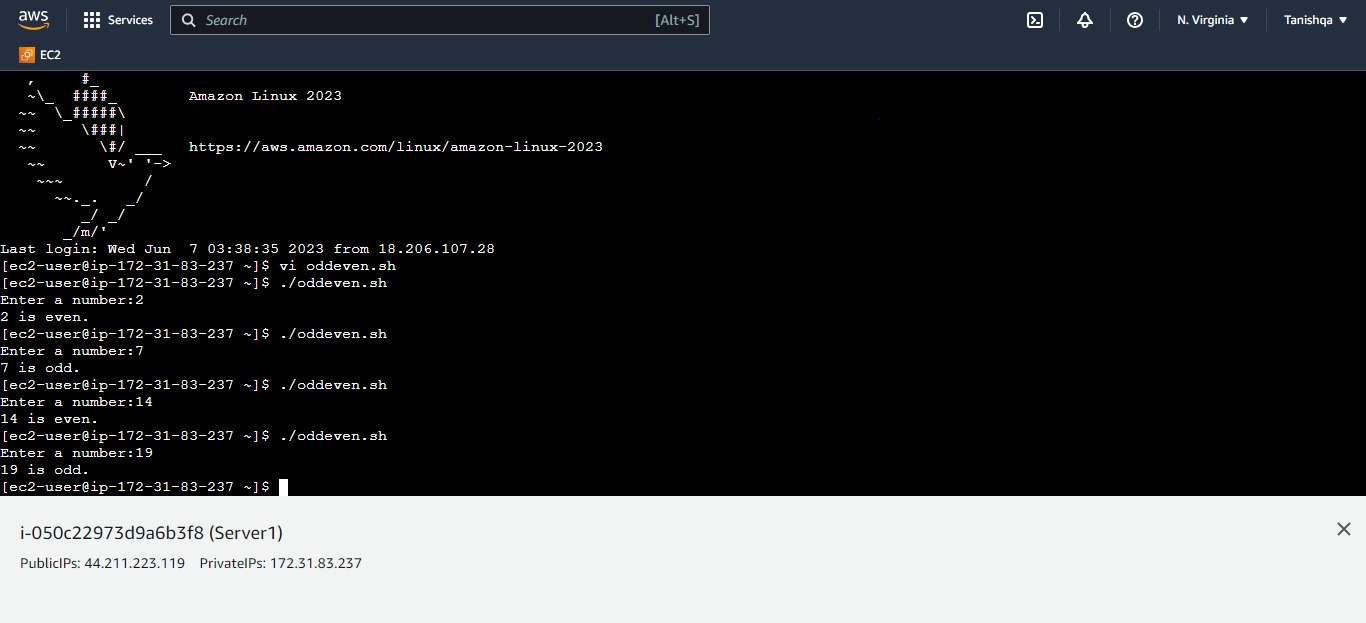 aws Services Search [Alt+S] N. Virginia ▼ Tanishqa ▼
EC2
   ,     #_
   ~\_  ####_        Amazon Linux 2023
  ~~  \_#####\
  ~~     \###|
  ~~       \#/ ___   https://aws.amazon.com/linux/amazon-linux-2023
   ~~       V~' '->
    ~~~         /
      ~~._.   _/
         _/ _/
       _/m/'
Last login: Wed Jun  7 03:38:35 2023 from 18.206.107.28
[ec2-user@ip-172-31-83-237 ~]$ vi oddeven.sh
[ec2-user@ip-172-31-83-237 ~]$ ./oddeven.sh
Enter a number:2
2 is even.
[ec2-user@ip-172-31-83-237 ~]$ ./oddeven.sh
Enter a number:7
7 is odd.
[ec2-user@ip-172-31-83-237 ~]$ ./oddeven.sh
Enter a number:14
14 is even.
[ec2-user@ip-172-31-83-237 ~]$ ./oddeven.sh
Enter a number:19
19 is odd.
[ec2-user@ip-172-31-83-237 ~]$
i-050c22973d9a6b3f8 (Server1)
PublicIPs: 44.211.223.119 PrivateIPs: 172.31.83.237